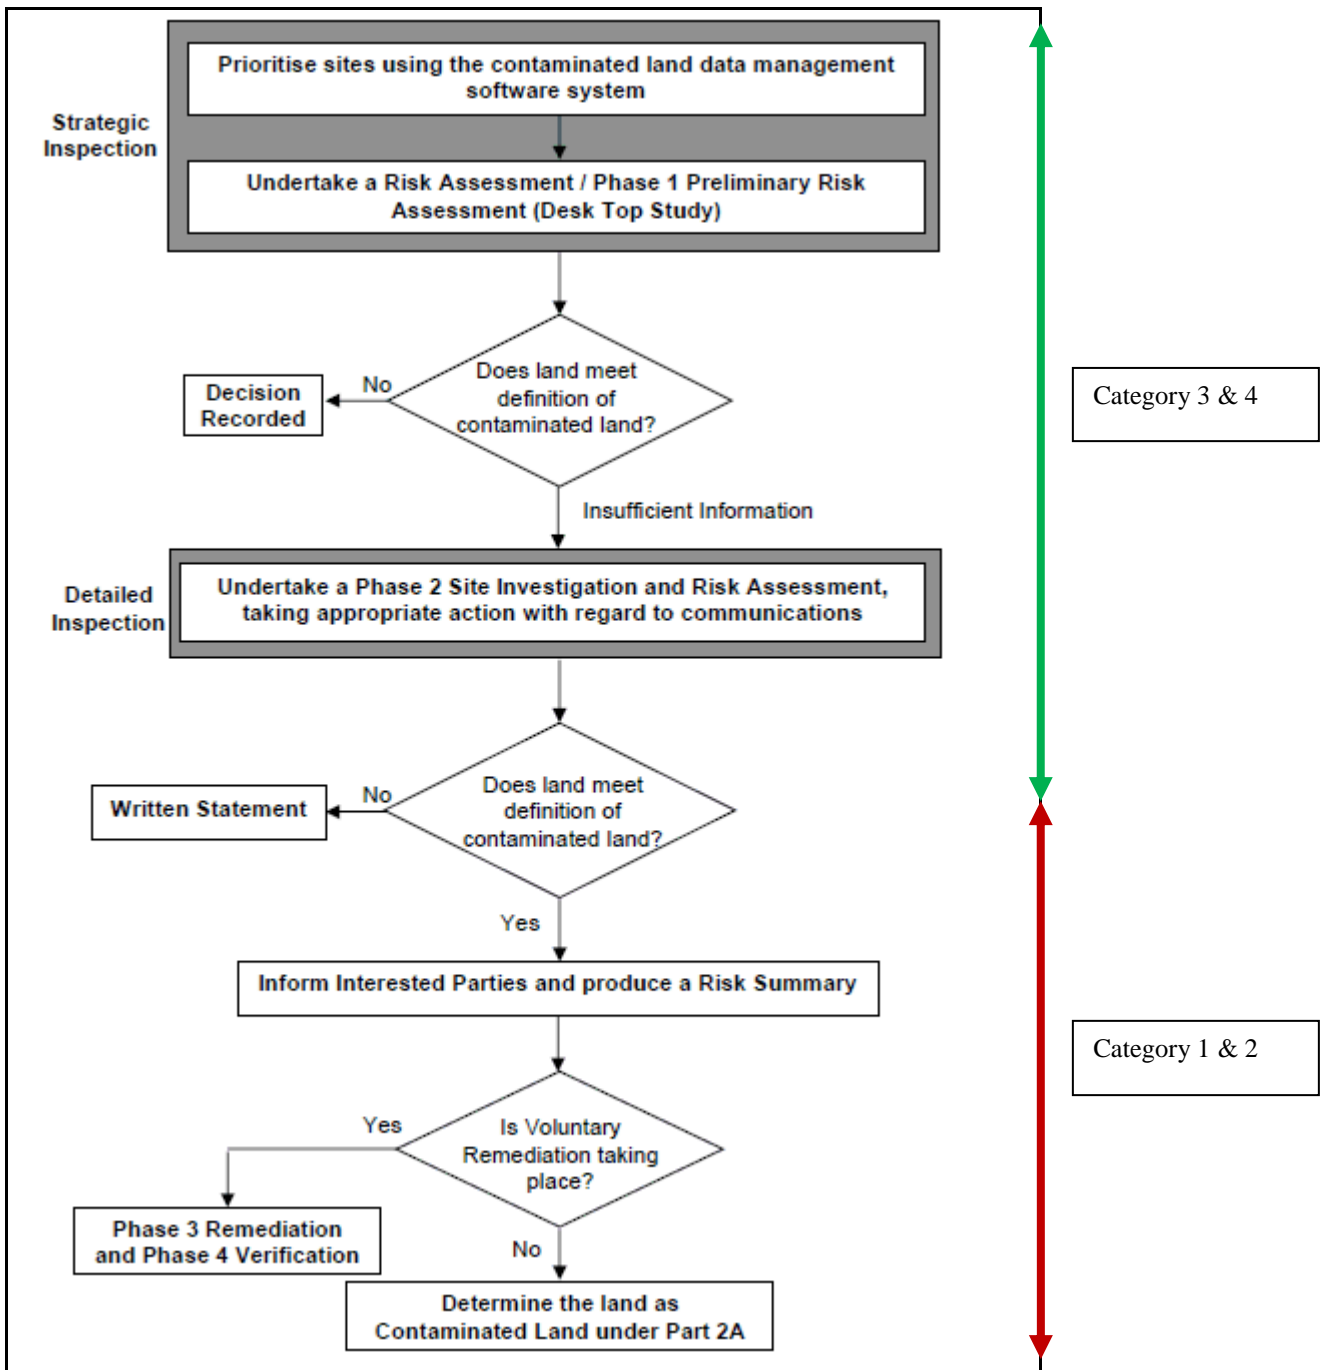 Prioritise sites using the contaminated land data management
software system
Strategic
Inspection
Undertake a Risk Assessment / Phase 1 Preliminary Risk
Assessment (Desk Top Study)
Does land meet
definition of
contaminated land?
No
Decision
Recorded
Category 3 & 4
Insufficient Information
Detailed
Inspection
Undertake a Phase 2 Site Investigation and Risk Assessment,
taking appropriate action with regard to communications
Does land meet
definition of
contaminated land?
No
Written Statement
Yes
Inform Interested Parties and produce a Risk Summary
Category 1 & 2
Is Voluntary
Remediation taking
place?
Yes
Phase 3 Remediation
and Phase 4 Verification
No
Determine the land as
Contaminated Land under Part 2A